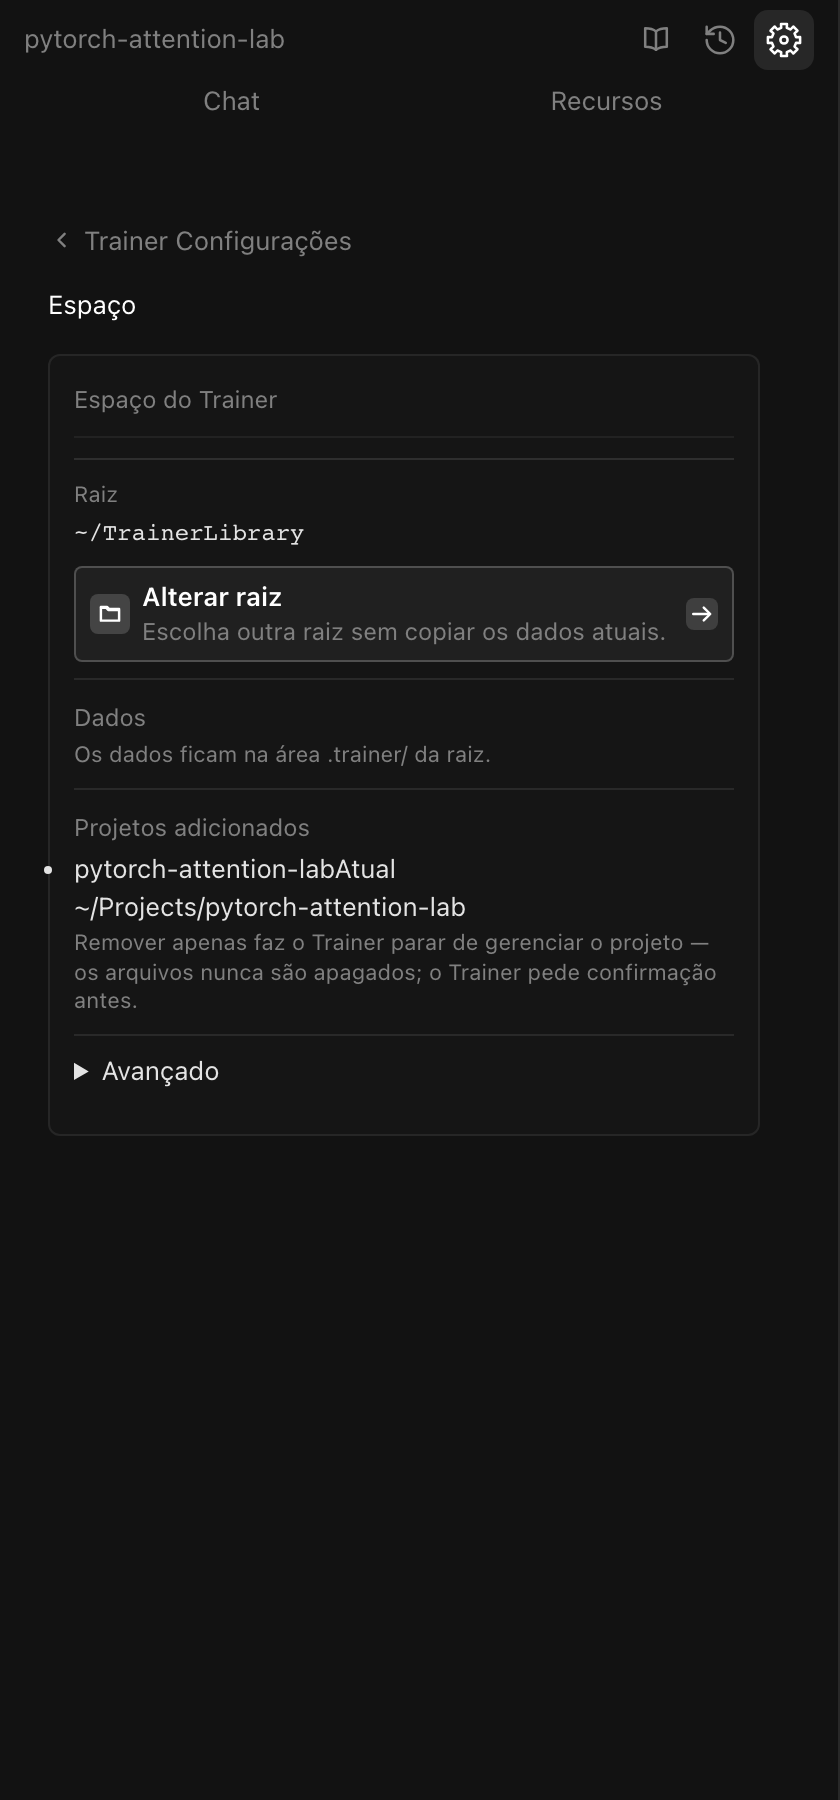 pytorch-attention-lab
Chat
Recursos
Trainer Configurações
Espaço
Espaço do Trainer
Raiz
~/TrainerLibrary
Alterar raiz
Escolha outra raiz sem copiar os dados atuais.
Dados
Os dados ficam na área .trainer/ da raiz.
Projetos adicionados
pytorch-attention-labAtual
~/Projects/pytorch-attention-lab
Remover apenas faz o Trainer parar de gerenciar o projeto —
os arquivos nunca são apagados; o Trainer pede confirmação
antes.
Avançado